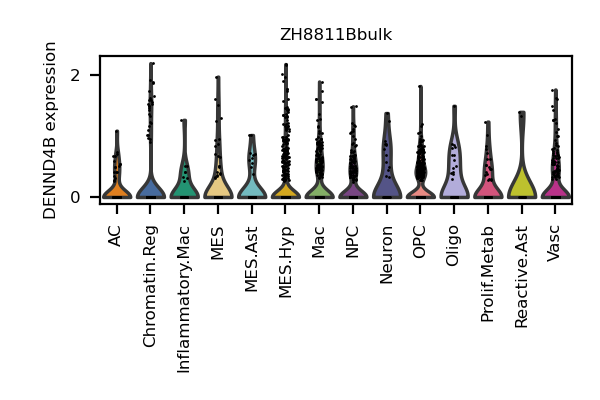 ZH8811Bbulk
DENND4B expression
2
0
AC
Chromatin.Reg
Inflammatory.Mac
MES
MES.Ast
MES.Hyp
Mac
NPC
Neuron
OPC
Oligo
Prolif.Metab
Reactive.Ast
Vasc